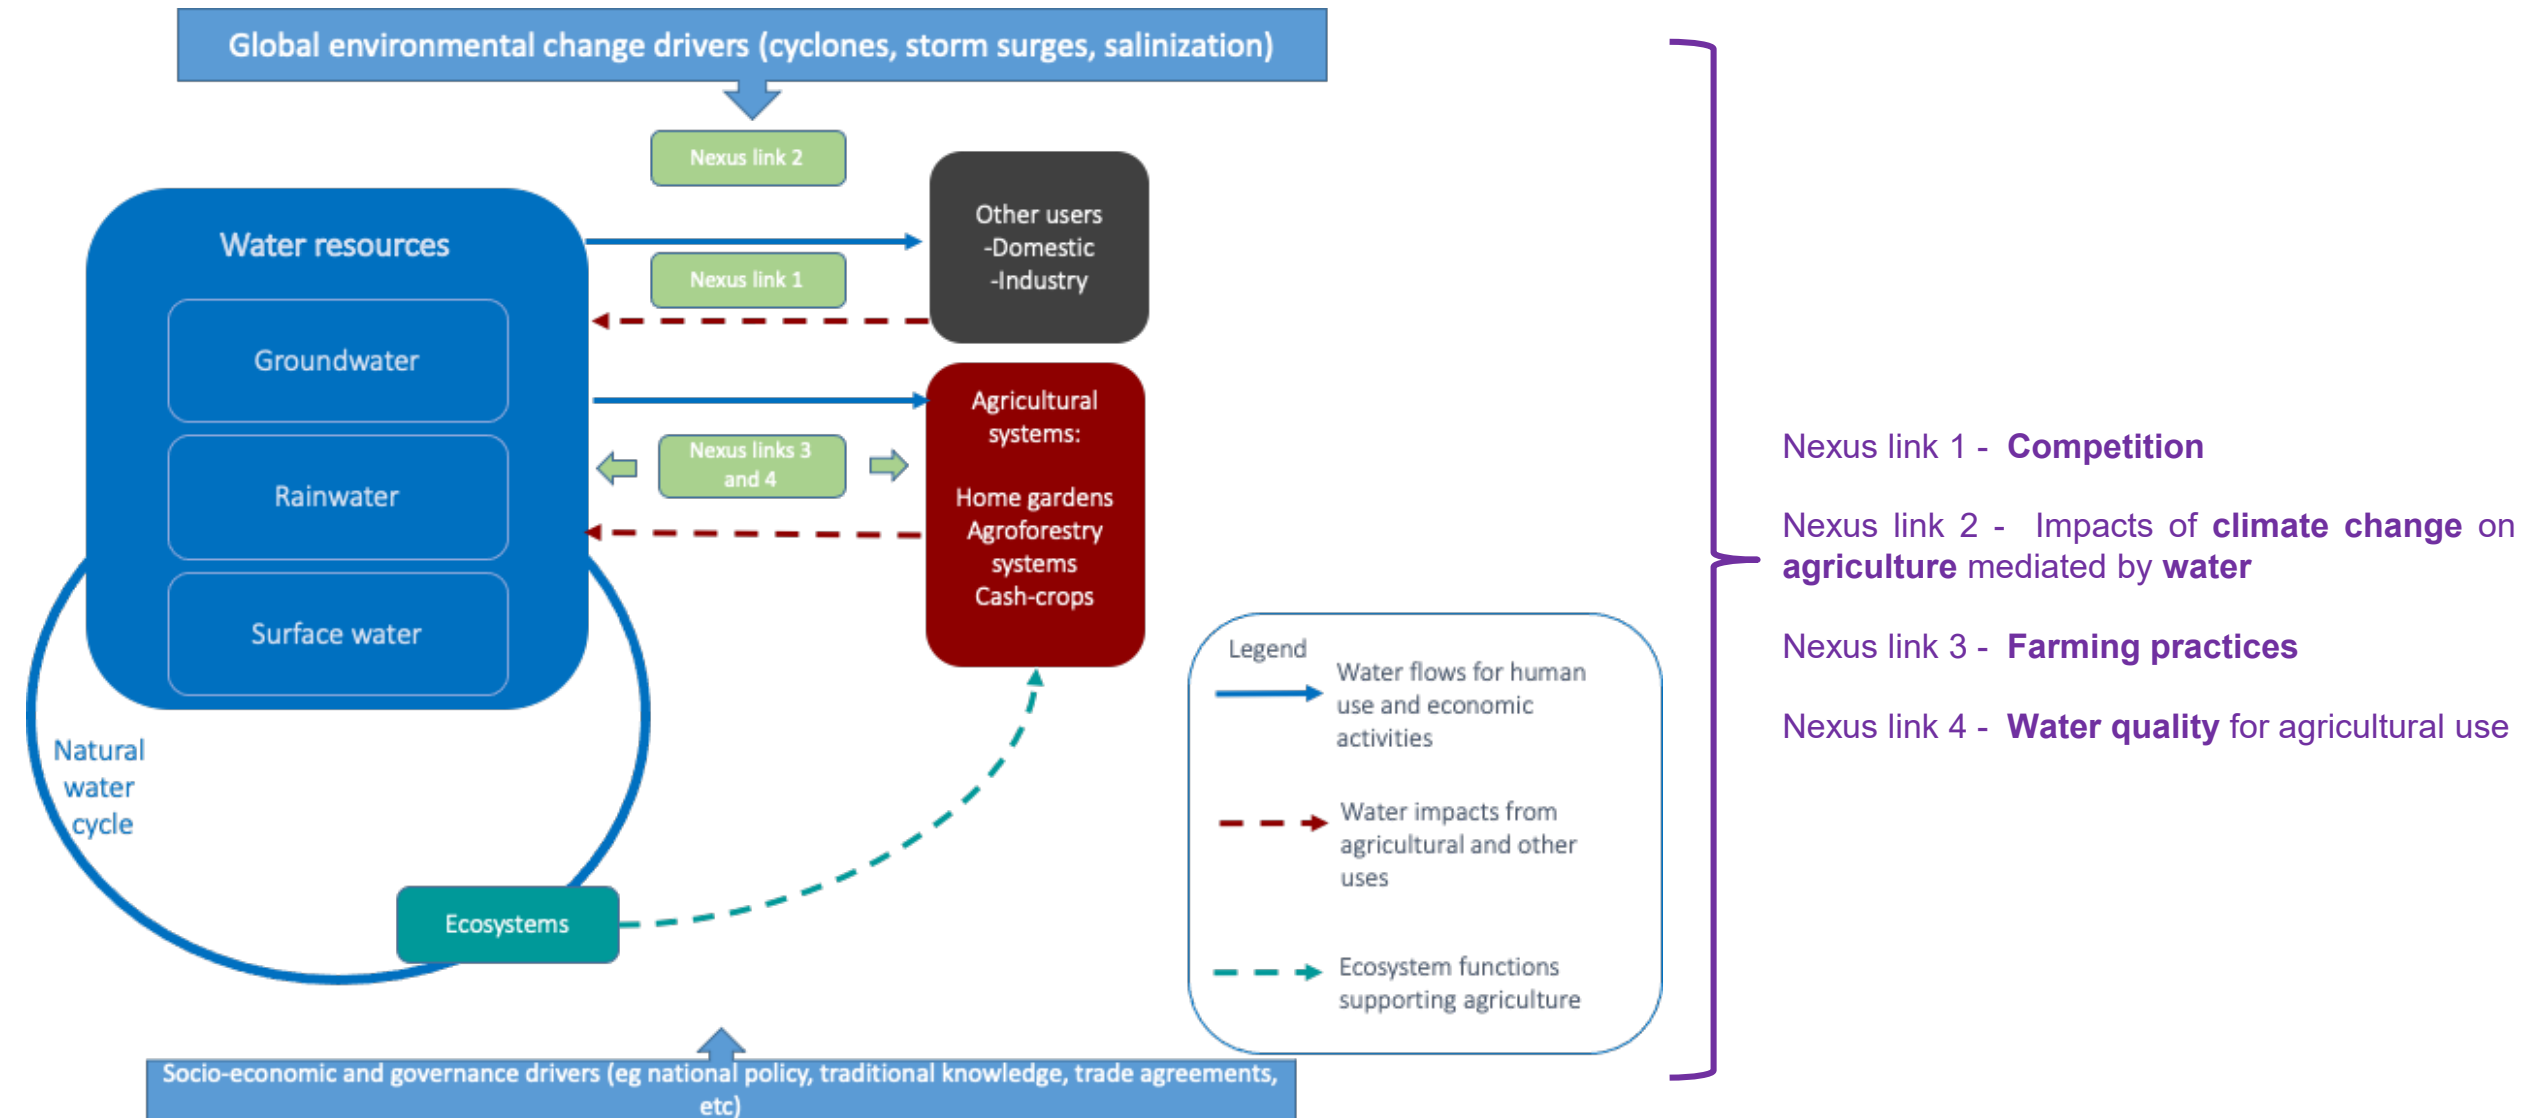 Global environmental change drivers (cyclones, storm surges, salinization)
Nexus link 2
Water resources
Groundwater
Rainwater
Surface water
Nexus link 1
Other users
-Domestic
-Industry
Nexus links 3
and 4
Agricultural
systems:
Home gardens
Agroforestry
systems
Cash-crops
Natural
water
cycle
Ecosystems
Legend
Water flows for human
use and economic
activities
Water impacts from
agricultural and other
uses
Ecosystem functions
supporting agriculture
Socio-economic and governance drivers (eg national policy, traditional knowledge, trade agreements,
etc)
Nexus link 1 - Competition
Nexus link 2 - Impacts of climate change on
agriculture mediated by water
Nexus link 3 - Farming practices
Nexus link 4 - Water quality for agricultural use